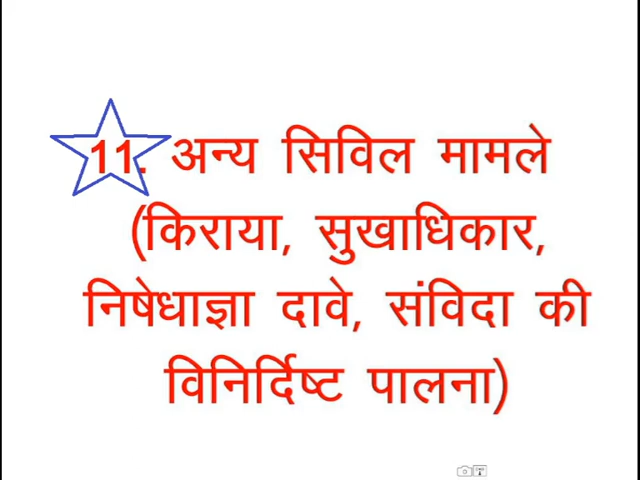 11. अन्य सिविल मामले
(किराया, सुखाधिकार,
निषेधाज्ञा दावे, संविदा की
विनिर्दिष्ट पालना)